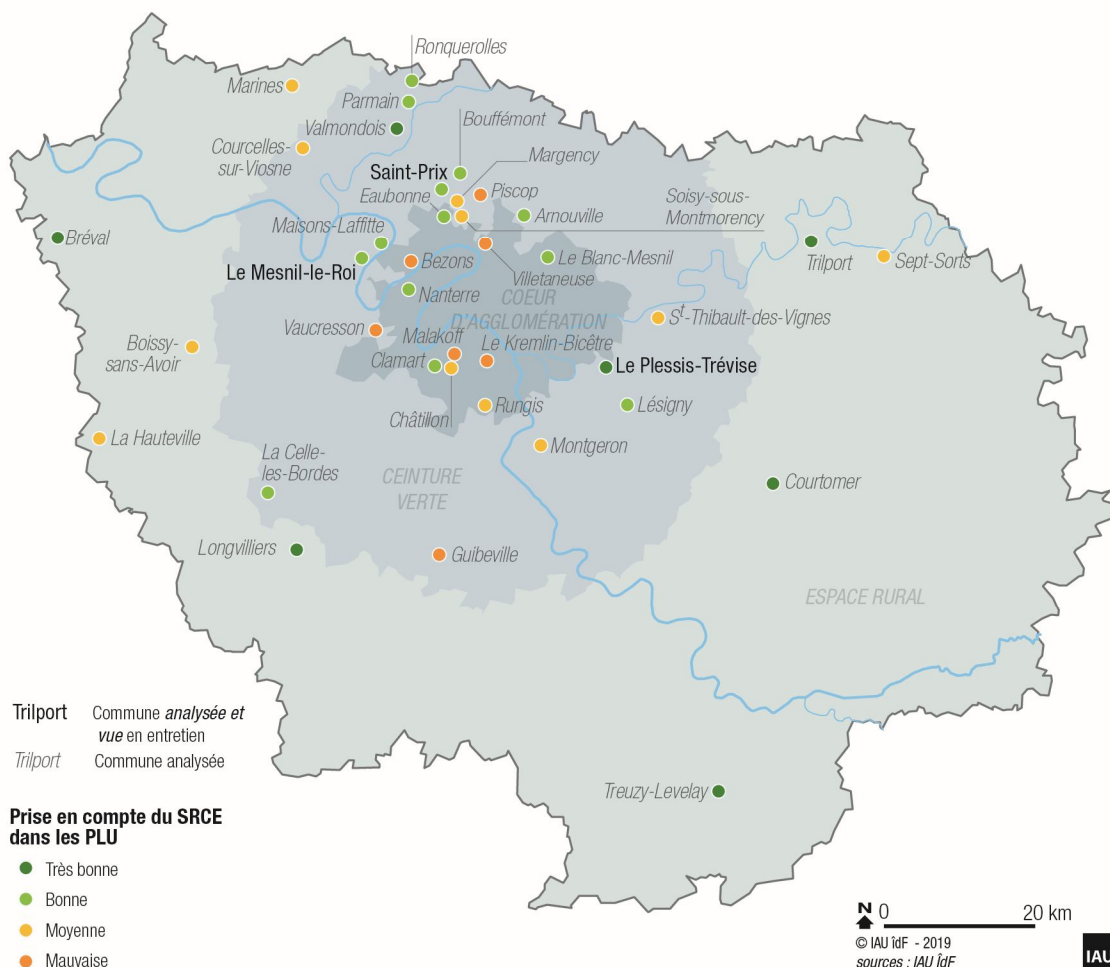 Ronquerolles
Marines
Parmain
Bouffémont
Valmondois
Courcelles-
sur-Viosne
Margency
Saint-Prix
Eaubonne
Piscop
Soisy-sous-
Montmorency
Arnouville
Maisons-Laffitte
Bréval
Le Mesnil-le-Roi
Bezons
Villetaneuse
Le Blanc-Mesnil
Trilport
Sept-Sorts
Nanterre
COEUR
D'AGGLOMÉRATION
St-Thibault-des-Vignes
Vaucresson
Malakoff
Le Kremlin-Bicêtre
Boissy-
sans-Avoir
Clamart
Le Plessis-Trévise
Châtillon
Rungis
Lésigny
La Hauteville
Montgeron
La Celle-
les-Bordes
CEINTURE
VERTE
Courtomer
Longvilliers
Guibeville
ESPACE RURAL
Treuzy-Levelay
Trilport Commune analysée et
vue en entretien
Trilport Commune analysée
Prise en compte du SRCE
dans les PLU
Très bonne
Bonne
Moyenne
Mauvaise
N 0 20 km
© IAU îdF - 2019
sources : IAU ÎdF
IAU